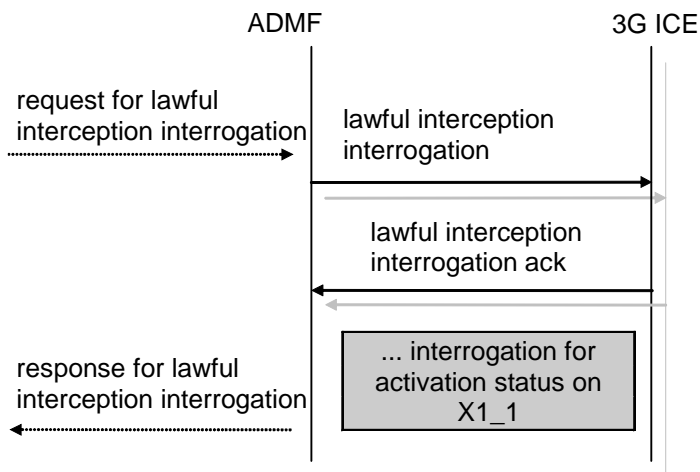 ADMF
3G ICE
request for lawful
interception interrogation
lawful interception
interrogation
lawful interception
interrogation ack
... interrogation for
activation status on
X1_1
response for lawful
interception interrogation